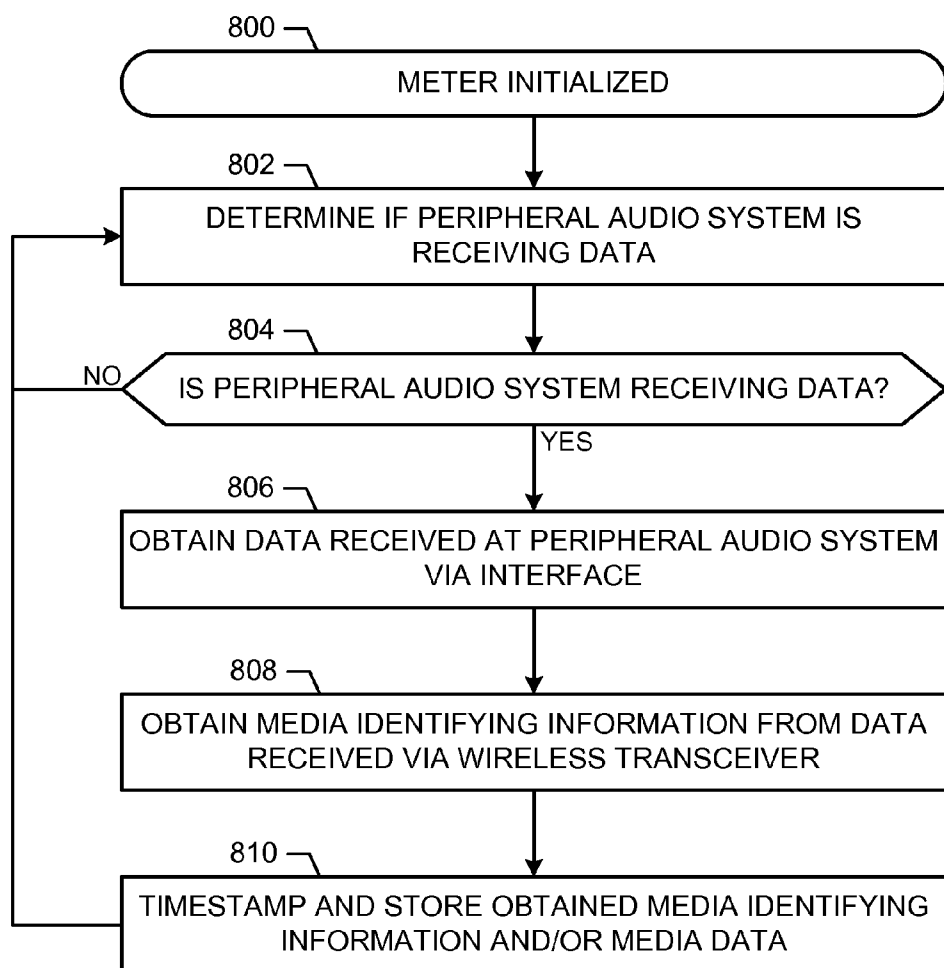 800
METER INITIALIZED
802
DETERMINE IF PERIPHERAL AUDIO SYSTEM IS
RECEIVING DATA
804
NO
IS PERIPHERAL AUDIO SYSTEM RECEIVING DATA?
YES
806
OBTAIN DATA RECEIVED AT PERIPHERAL AUDIO SYSTEM
VIA INTERFACE
808
OBTAIN MEDIA IDENTIFYING INFORMATION FROM DATA
RECEIVED VIA WIRELESS TRANSCEIVER
810
TIMESTAMP AND STORE OBTAINED MEDIA IDENTIFYING
INFORMATION AND/OR MEDIA DATA